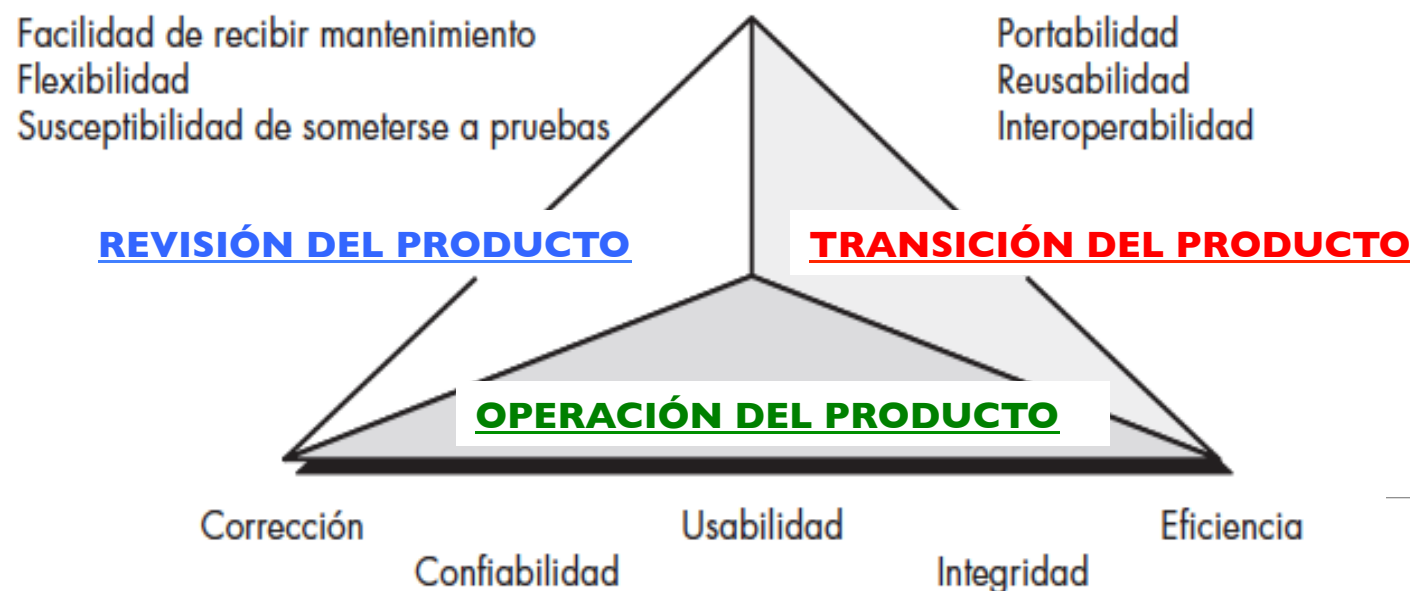 Facilidad de recibir mantenimiento
Flexibilidad
Susceptibilidad de someterse a pruebas
Portabilidad
Reusabilidad
Interoperabilidad
REVISIÓN DEL PRODUCTO
TRANSICIÓN DEL PRODUCTO
OPERACIÓN DEL PRODUCTO
Corrección
Usabilidad
Eficiencia
Confiabilidad
Integridad